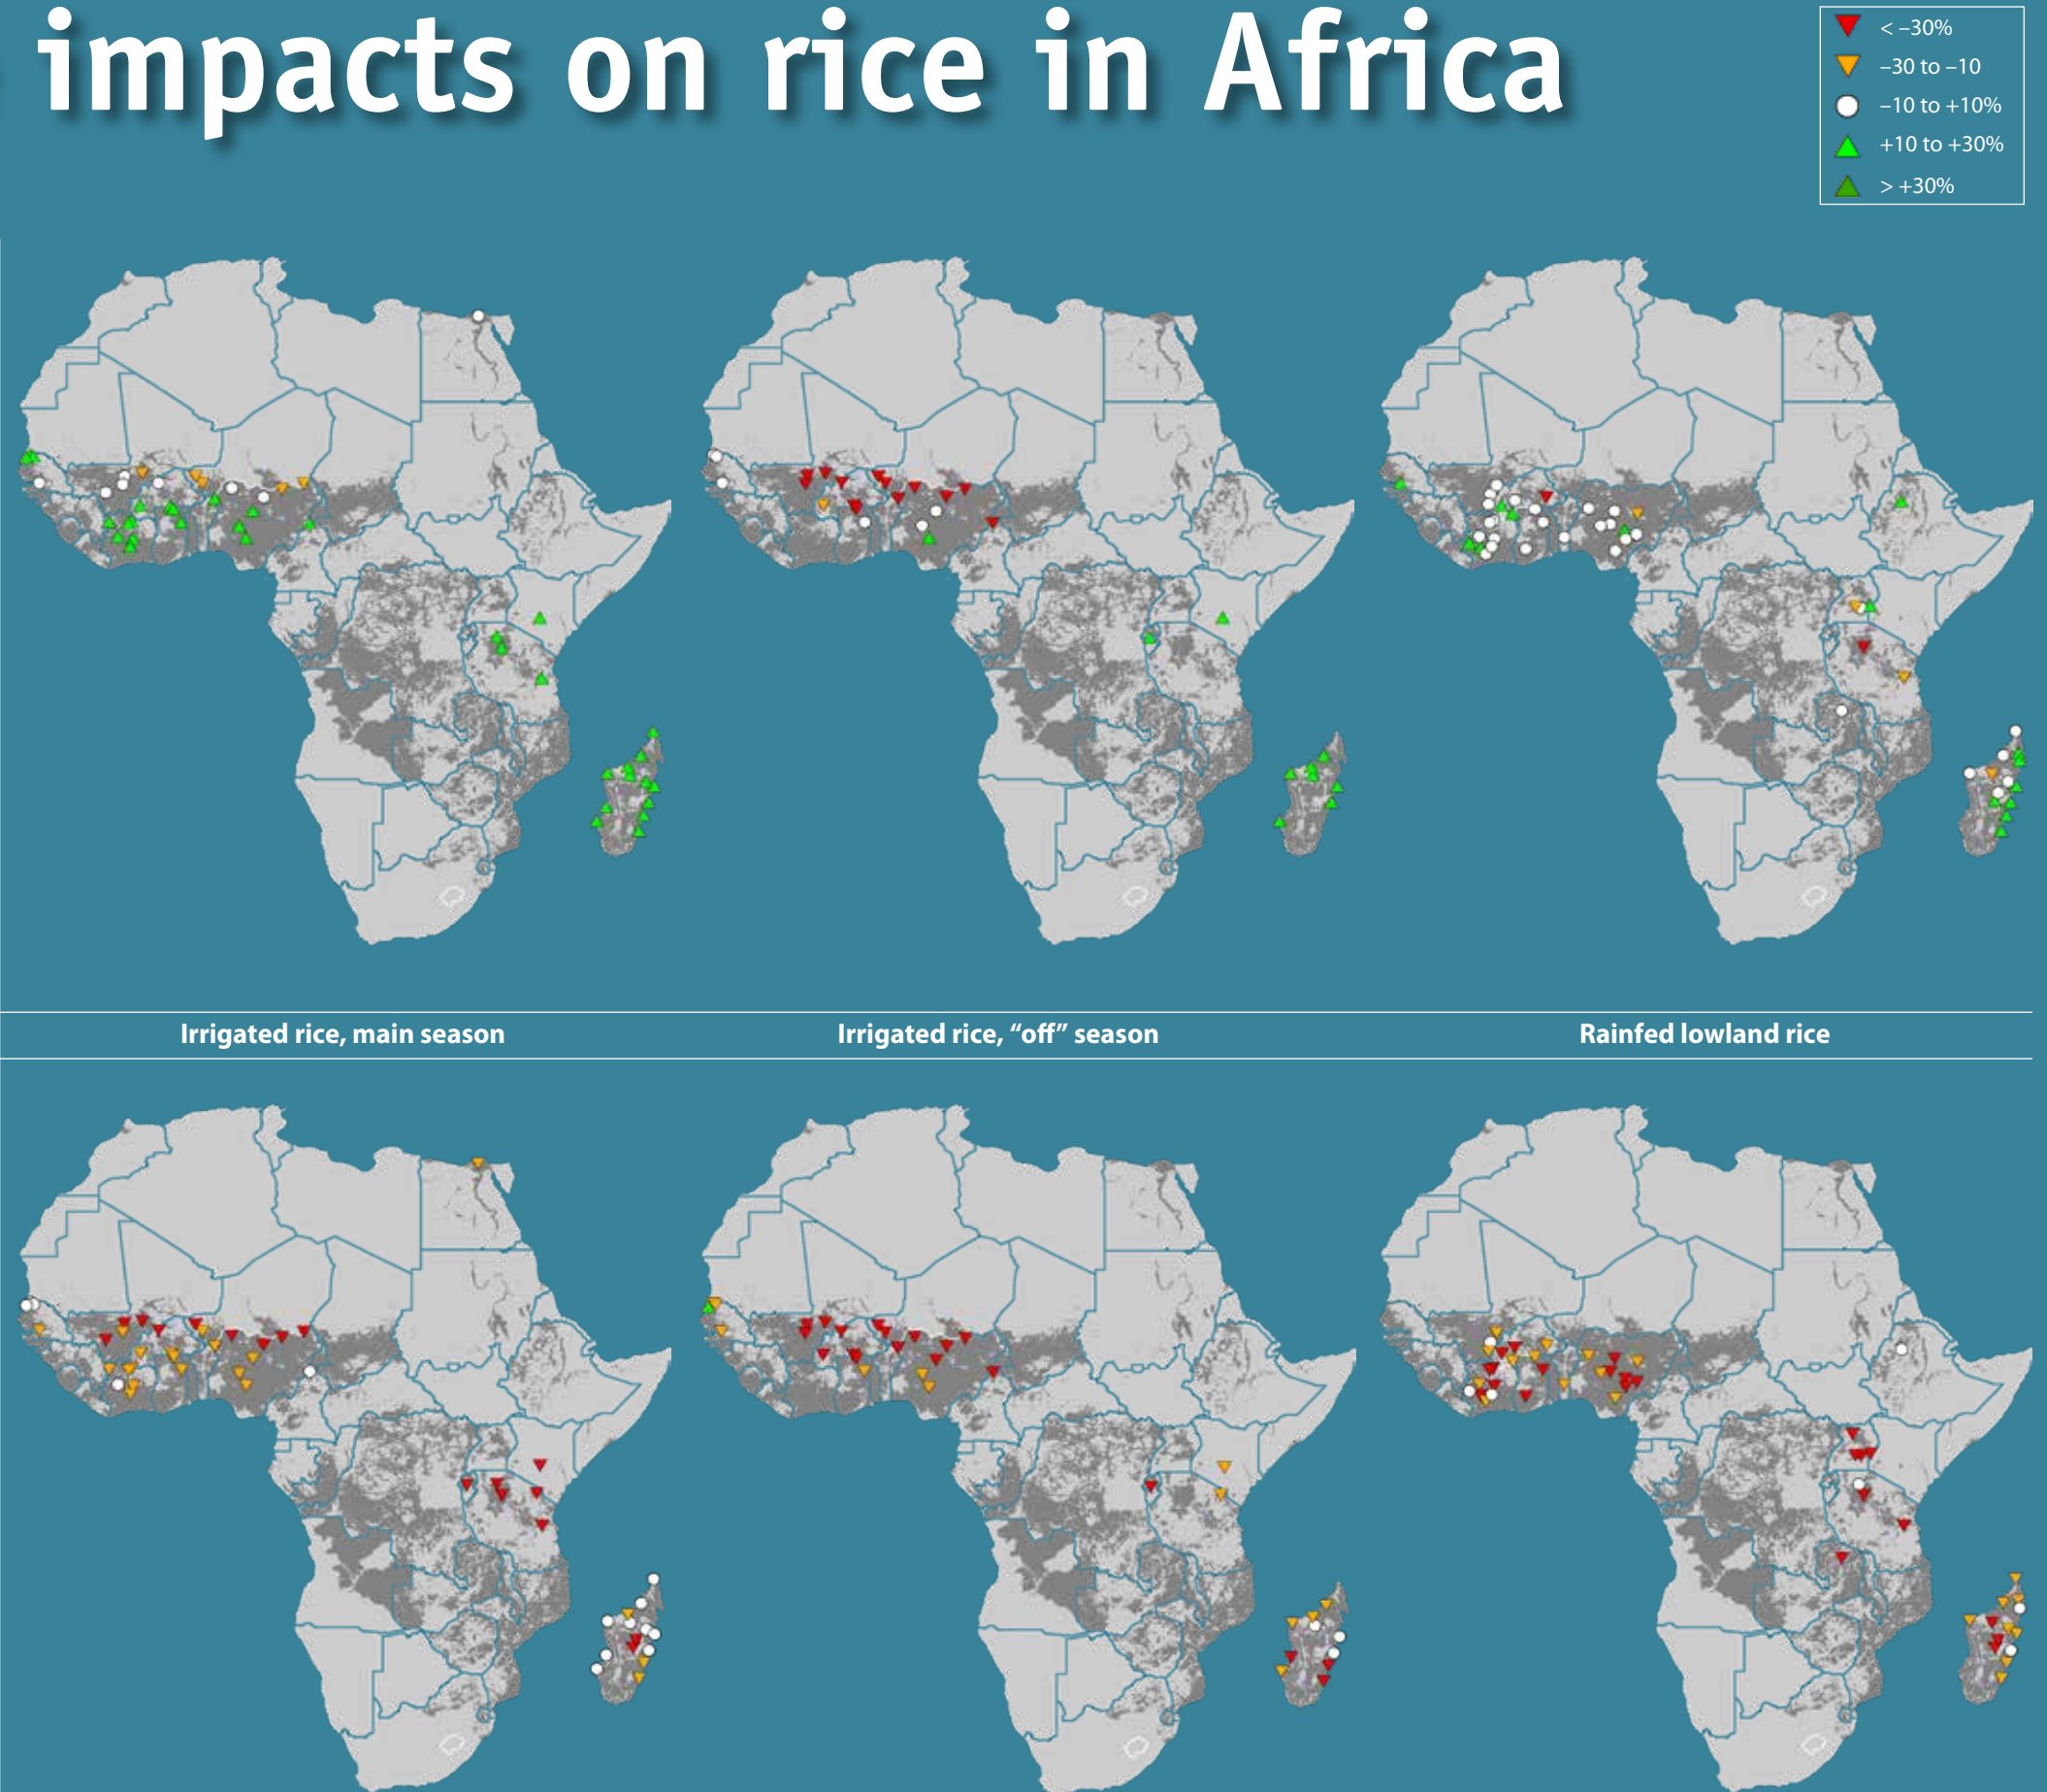 impacts on rice in Africa
< –30%
–30 to –10
–10 to +10%
+10 to +30%
> +30%
Irrigated rice, main season
Irrigated rice, “off” season
Rainfed lowland rice